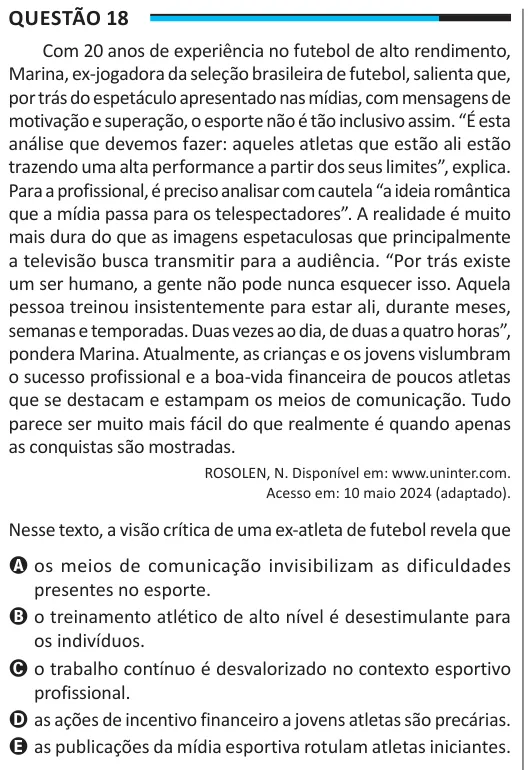 QUESTÃO 18
Com 20 anos de experiência no futebol de alto rendimento,
Marina, ex-jogadora da seleção brasileira de futebol, salienta que,
por trás do espetáculo apresentado nas mídias, com mensagens de
motivação e superação, o esporte não é tão inclusivo assim. “É esta
análise que devemos fazer: aqueles atletas que estão ali estão
trazendo uma alta performance a partir dos seus limites”, explica.
Para a profissional, é preciso analisar com cautela “a ideia romântica
que a mídia passa para os telespectadores”. A realidade é muito
mais dura do que as imagens espetaculosas que principalmente
a televisão busca transmitir para a audiência. “Por trás existe
um ser humano, a gente não pode nunca esquecer isso. Aquela
pessoa treinou insistentemente para estar ali, durante meses,
semanas e temporadas. Duas vezes ao dia, de duas a quatro horas”,
pondera Marina. Atualmente, as crianças e os jovens vislumbram
o sucesso profissional e a boa-vida financeira de poucos atletas
que se destacam e estampam os meios de comunicação. Tudo
parece ser muito mais fácil do que realmente é quando apenas
as conquistas são mostradas.
ROSOLEN, N. Disponível em: www.uninter.com.
Acesso em: 10 maio 2024 (adaptado).
Nesse texto, a visão crítica de uma ex-atleta de futebol revela que
A os meios de comunicação invisibilizam as dificuldades
presentes no esporte.
B o treinamento atlético de alto nível é desestimulante para
os indivíduos.
C o trabalho contínuo é desvalorizado no contexto esportivo
profissional.
D as ações de incentivo financeiro a jovens atletas são precárias.
E as publicações da mídia esportiva rotulam atletas iniciantes.